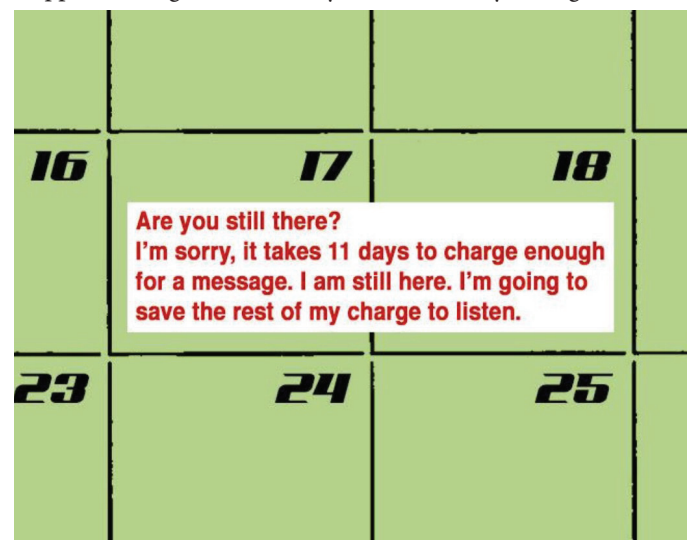 16 17 18
Are you still there?
I'm sorry, it takes 11 days to charge enough
for a message. I am still here. I'm going to
save the rest of my charge to listen.
23 24 25